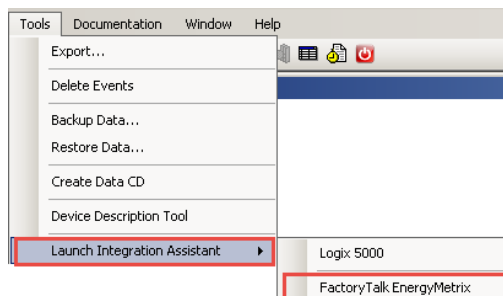 Tools Documentation Window Help
Export...
Delete Events
Backup Data...
Restore Data...
Create Data CD
Device Description Tool
Launch Integration Assistant
Logix 5000
FactoryTalk EnergyMetrix